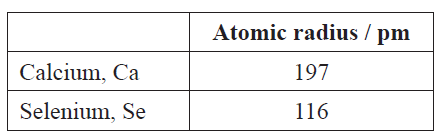 Atomic radius / pm
Calcium, Ca 197
Selenium, Se 116